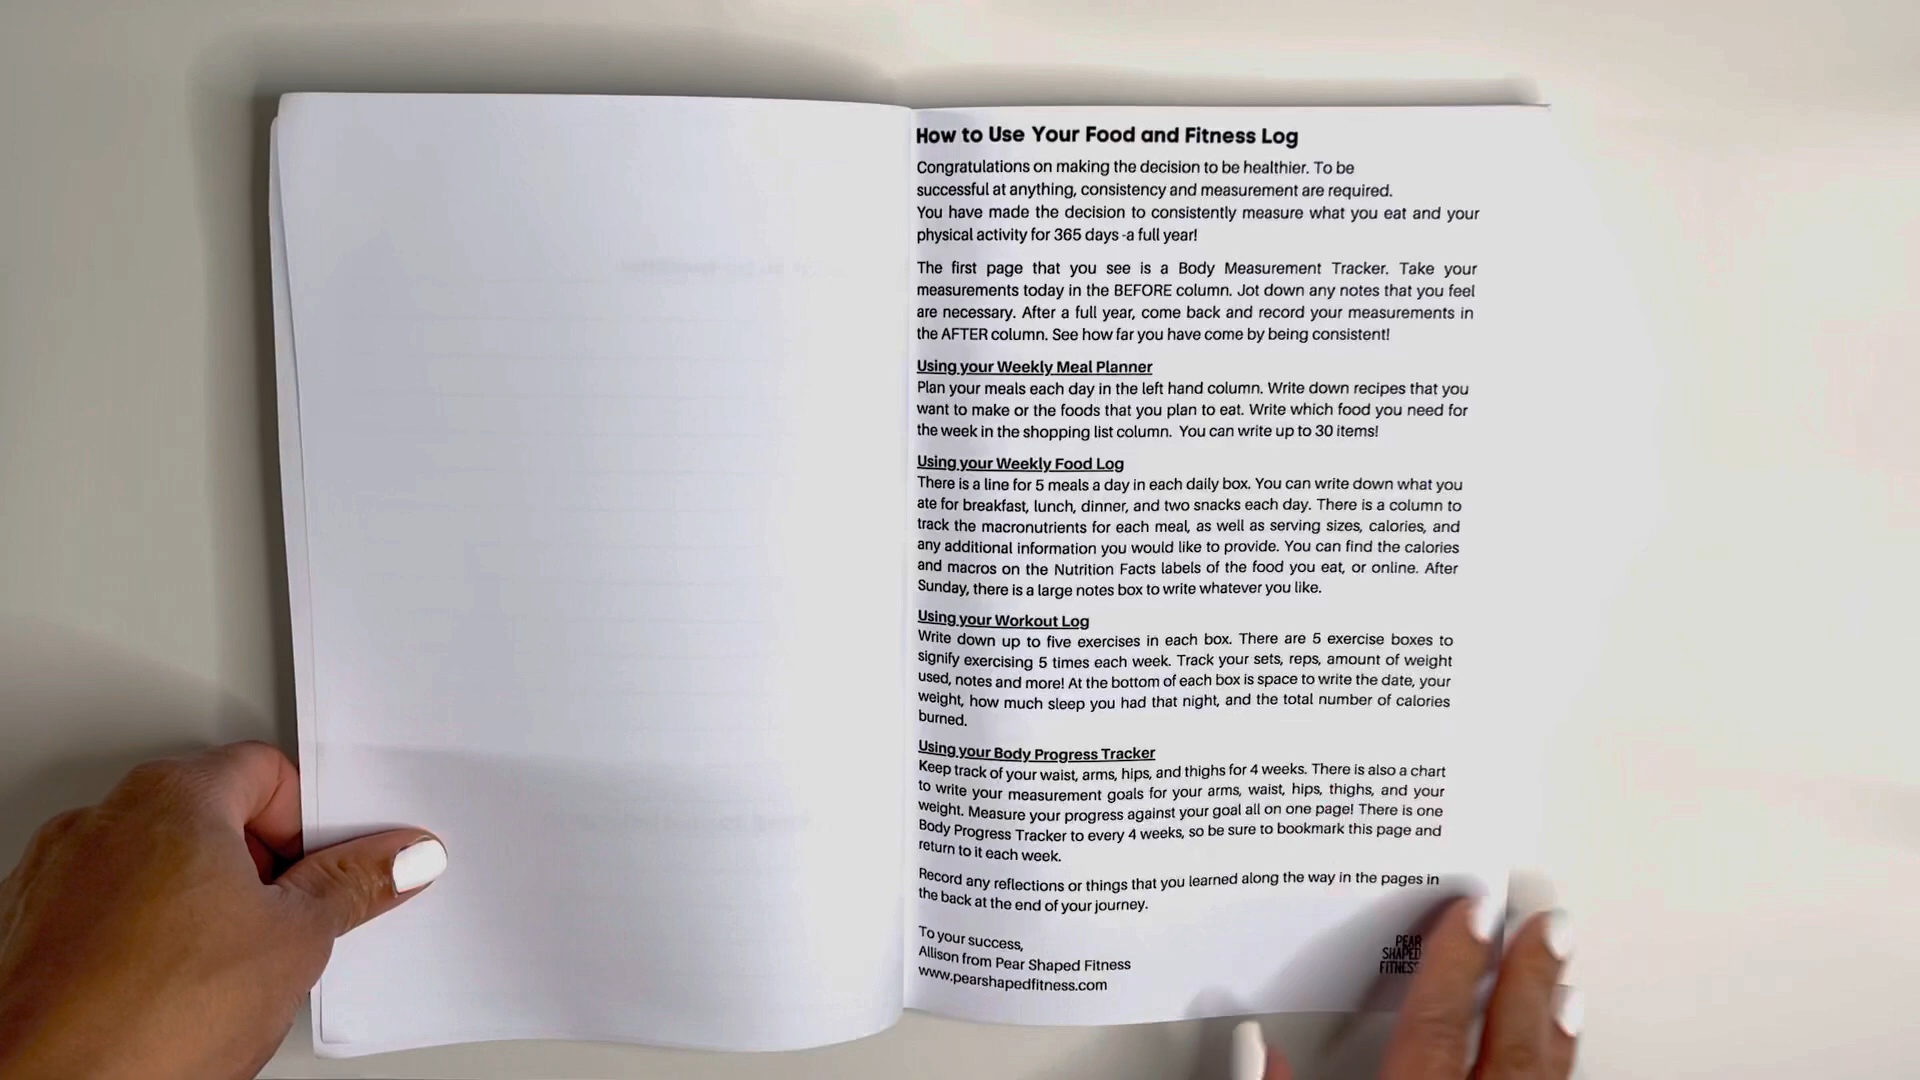 How to Use Your Food and Fitness Log
Congratulations on making the decision to be healthier. To be
successful at anything, consistency and measurement are required.
You have made the decision to consistently measure what you eat and your
physical activity for 365 days -a full year!
The first page that you see is a Body Measurement Tracker. Take your
measurements today in the BEFORE column. Jot down any notes that you feel
are necessary. After a full year, come back and record your measurements in
the AFTER column. See how far you have come by being consistent!
Using your Weekly Meal Planner
Plan your meals each day in the left hand column. Write down recipes that you
want to make or the foods that you plan to eat. Write which food you need for
the week in the shopping list column. You can write up to 30 items!
Using your Weekly Food Log
There is a line for 5 meals a day in each daily box. You can write down what you
ate for breakfast, lunch, dinner, and two snacks each day. There is a column to
track the macronutrients for each meal, as well as serving sizes, calories, and
any additional information you would like to provide. You can find the calories
and macros on the Nutrition Facts labels of the food you eat, or online. After
Sunday, there is a large notes box to write whatever you like.
Using your Workout Log
Write down up to five exercises in each box. There are 5 exercise boxes to
signify exercising 5 times each week. Track your sets, reps, amount of weight
used, notes and more! At the bottom of each box is space to write the date, your
weight, how much sleep you had that night, and the total number of calories
burned.
Using your Body Progress Tracker
Keep track of your waist, arms, hips, and thighs for 4 weeks. There is also a chart
to write your measurement goals for your arms, waist, hips, thighs, and your
weight. Measure your progress against your goal all on one page! There is one
Body Progress Tracker to every 4 weeks, so be sure to bookmark this page and
return to it each week.
Record any reflections or things that you learned along the way in the pages in
the back at the end of your journey.
To your success,
Allison from Pear Shaped Fitness
www.pearshapedfitness.com
PEAR
SHAPED
FITNESS